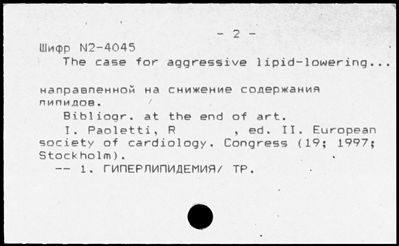 - 2 -
Шифр N2-4045
The case for aggressive lipid-lowering...
направленной на снижение содержания
липидов.
Bibliogr. at the end of art.
I. Paoletti, R , ed. II. European
society of cardiology. Congress (19; 1997;
Stockholm).
-- 1. ГИПЕРЛИПИДЕМИЯ/ ТР.